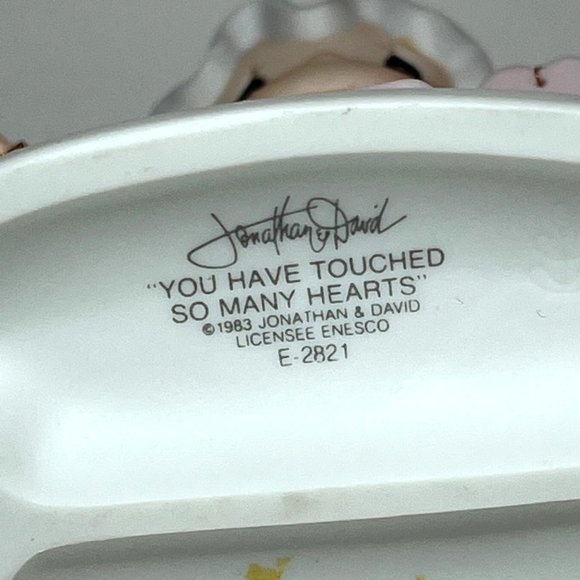 Jonathan & David
"YOU HAVE TOUCHED
SO MANY HEARTS"
©1983 JONATHAN & DAVID
LICENSEE ENESCO
E-2821